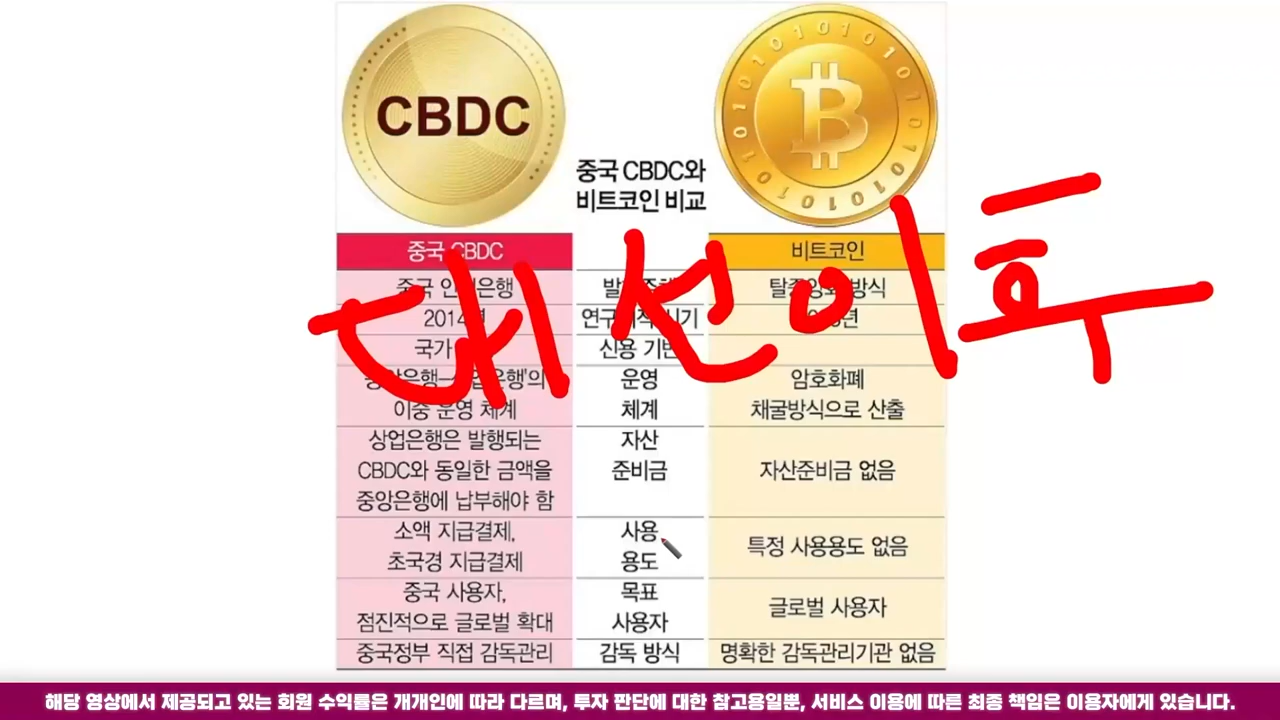 CBDC
중국 CBDC와
비트코인 비교
중국 CBDC
비트코인
대선 이후
2014년
연구 시작 시기
국가
신용 기반
중앙은행-상업은행'의
이중 운영 체계
운영
체계
암호화폐
채굴방식으로 산출
상업은행은 발행되는
CBDC와 동일한 금액을
중앙은행에 납부해야 함
자산
준비금
자산준비금 없음
소액 지급결제,
초국경 지급결제
사용
용도
특정 사용용도 없음
중국 사용자,
점진적으로 글로벌 확대
목표
사용자
글로벌 사용자
중국정부 직접 감독관리
감독 방식
명확한 감독관리기관 없음
해당 영상에서 제공되고 있는 회원 수익률은 개개인에 따라 다르며, 투자 판단에 대한 참고용일뿐, 서비스 이용에 따른 최종 책임은 이용자에게 있습니다.